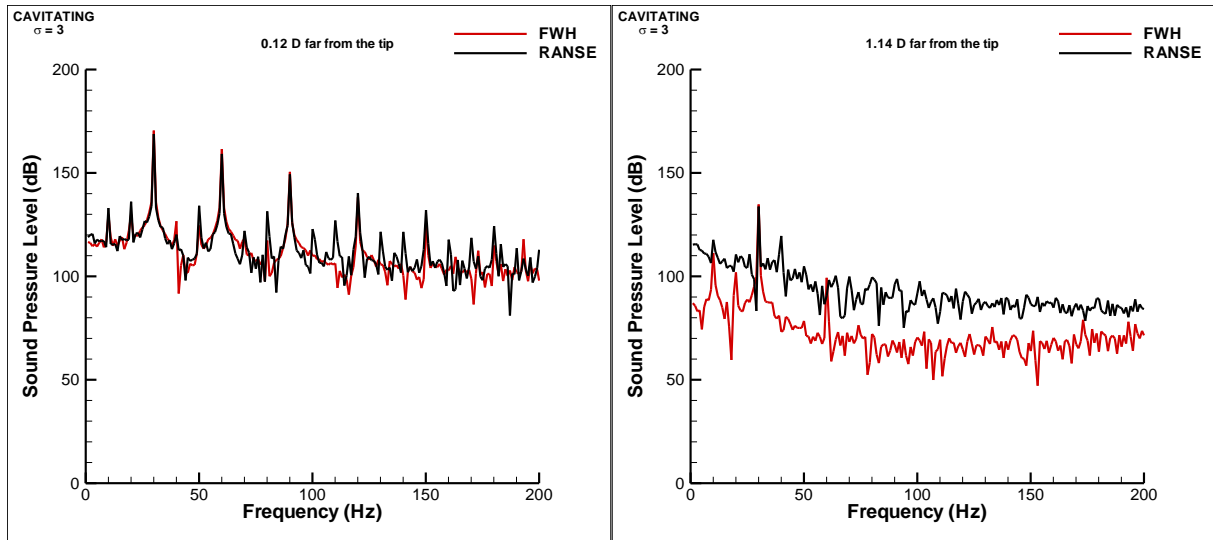 CAVITATING
σ = 3
0.12 D far from the tip
FWH
RANSE
200
150
100
50
0
Sound Pressure Level (dB)
0 50 100 150 200
Frequency (Hz)
CAVITATING
σ = 3
1.14 D far from the tip
FWH
RANSE
200
150
100
50
0
Sound Pressure Level (dB)
0 50 100 150 200
Frequency (Hz)